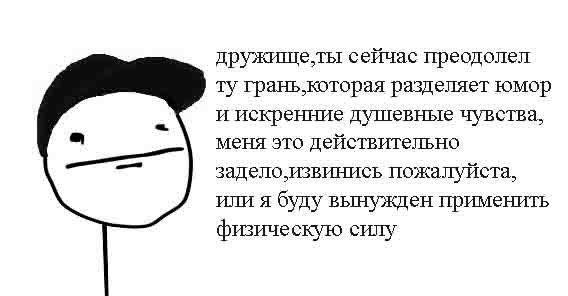 дружище,ты сейчас преодолел
ту грань,которая разделяет юмор
и искренние душевные чувства,
меня это действительно
задело,извинись пожалуйста,
или я буду вынужден применить
физическую силу